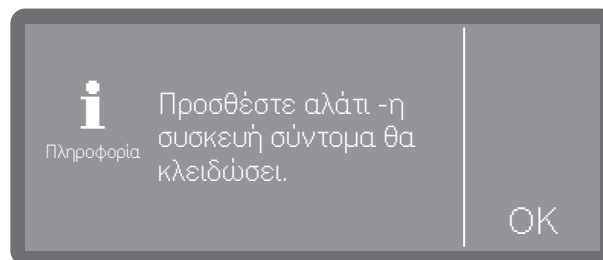 Πληροφορία
Προσθέστε αλάτι -η
συσκευή σύντομα θα
κλειδώσει.
OK